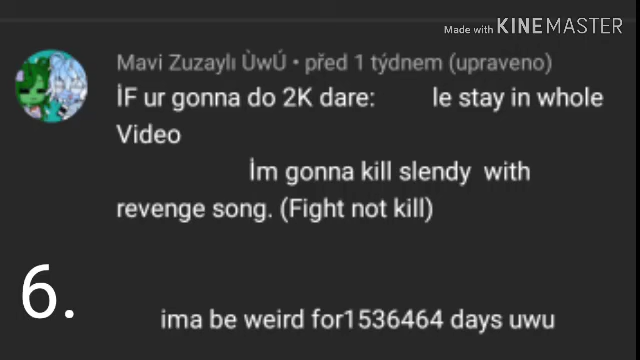 Made with KINEMASTER
Mavi Zuzaylı ÙwÚ • před 1 týdnem (upraveno)
İF ur gonna do 2K dare: le stay in whole
Video
İm gonna kill slendy with
revenge song. (Fight not kill)
6.
ima be weird for1536464 days uwu